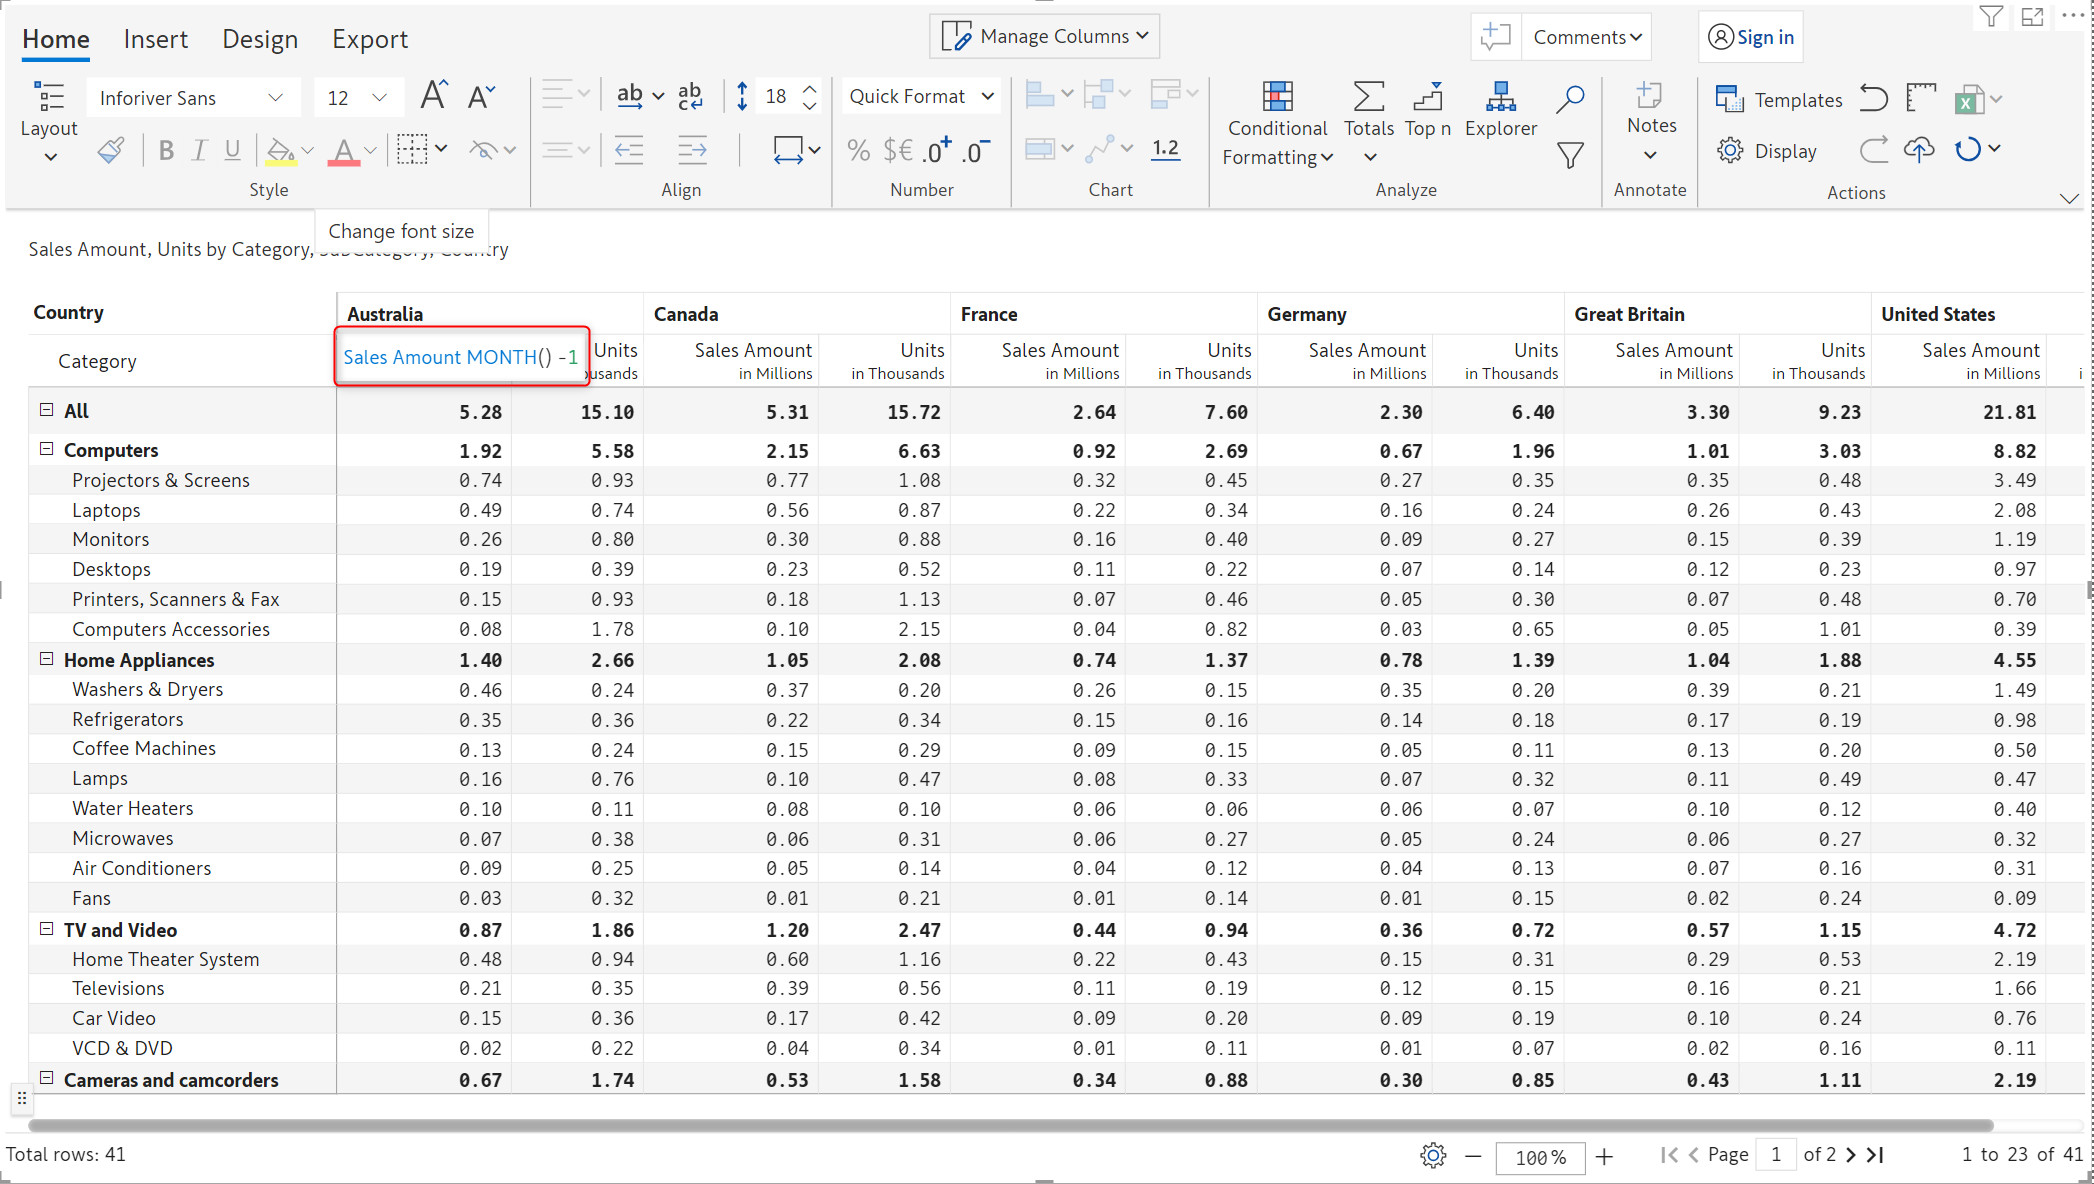 Home Insert Design Export Manage Columns Comments Sign in
Layout
Inforiver Sans 12 A A
B I U A
Style
ab ab c 18
Align
Quick Format
% $€ .0+ .0-
Number
1.2
Chart
Conditional Formatting Totals Top n Explorer
Analyze
Notes
Annotate
Templates
Display
Actions
Change font size
Sales Amount, Units by Category, SubCategory, Country
Country Australia Canada France Germany Great Britain United States
Category Sales Amount MONTH() -1 Units Sales Amount Units Sales Amount Units Sales Amount Units Sales Amount Units Sales Amount
ousands in Millions in Thousands in Millions in Thousands in Millions in Thousands in Millions in Thousands in Millions i
All 5.28 15.10 5.31 15.72 2.64 7.60 2.30 6.40 3.30 9.23 21.81
Computers 1.92 5.58 2.15 6.63 0.92 2.69 0.67 1.96 1.01 3.03 8.82
Projectors & Screens 0.74 0.93 0.77 1.08 0.32 0.45 0.27 0.35 0.35 0.48 3.49
Laptops 0.49 0.74 0.56 0.87 0.22 0.34 0.16 0.24 0.26 0.43 2.08
Monitors 0.26 0.80 0.30 0.88 0.16 0.40 0.09 0.27 0.15 0.39 1.19
Desktops 0.19 0.39 0.23 0.52 0.11 0.22 0.07 0.14 0.12 0.23 0.97
Printers, Scanners & Fax 0.15 0.93 0.18 1.13 0.07 0.46 0.05 0.30 0.07 0.48 0.70
Computers Accessories 0.08 1.78 0.10 2.15 0.04 0.82 0.03 0.65 0.05 1.01 0.39
Home Appliances 1.40 2.66 1.05 2.08 0.74 1.37 0.78 1.39 1.04 1.88 4.55
Washers & Dryers 0.46 0.24 0.37 0.20 0.26 0.15 0.35 0.20 0.39 0.21 1.49
Refrigerators 0.35 0.36 0.22 0.34 0.15 0.16 0.14 0.18 0.17 0.19 0.98
Coffee Machines 0.13 0.24 0.15 0.29 0.09 0.15 0.05 0.11 0.13 0.20 0.50
Lamps 0.16 0.76 0.10 0.47 0.08 0.33 0.07 0.32 0.11 0.49 0.47
Water Heaters 0.10 0.11 0.08 0.10 0.06 0.06 0.06 0.07 0.10 0.12 0.40
Microwaves 0.07 0.38 0.06 0.31 0.06 0.27 0.05 0.24 0.06 0.27 0.32
Air Conditioners 0.09 0.25 0.05 0.14 0.04 0.12 0.04 0.13 0.07 0.16 0.31
Fans 0.03 0.32 0.01 0.21 0.01 0.14 0.01 0.15 0.02 0.24 0.09
TV and Video 0.87 1.86 1.20 2.47 0.44 0.94 0.36 0.72 0.57 1.15 4.72
Home Theater System 0.48 0.94 0.60 1.16 0.22 0.43 0.15 0.31 0.29 0.53 2.19
Televisions 0.21 0.35 0.39 0.56 0.11 0.19 0.12 0.15 0.16 0.21 1.66
Car Video 0.15 0.36 0.17 0.42 0.09 0.20 0.09 0.19 0.10 0.24 0.76
VCD & DVD 0.02 0.22 0.04 0.34 0.01 0.11 0.01 0.07 0.02 0.16 0.11
Cameras and camcorders 0.67 1.74 0.53 1.58 0.34 0.88 0.30 0.85 0.43 1.11 2.19
Total rows: 41 100 % Page 1 of 2 1 to 23 of 41